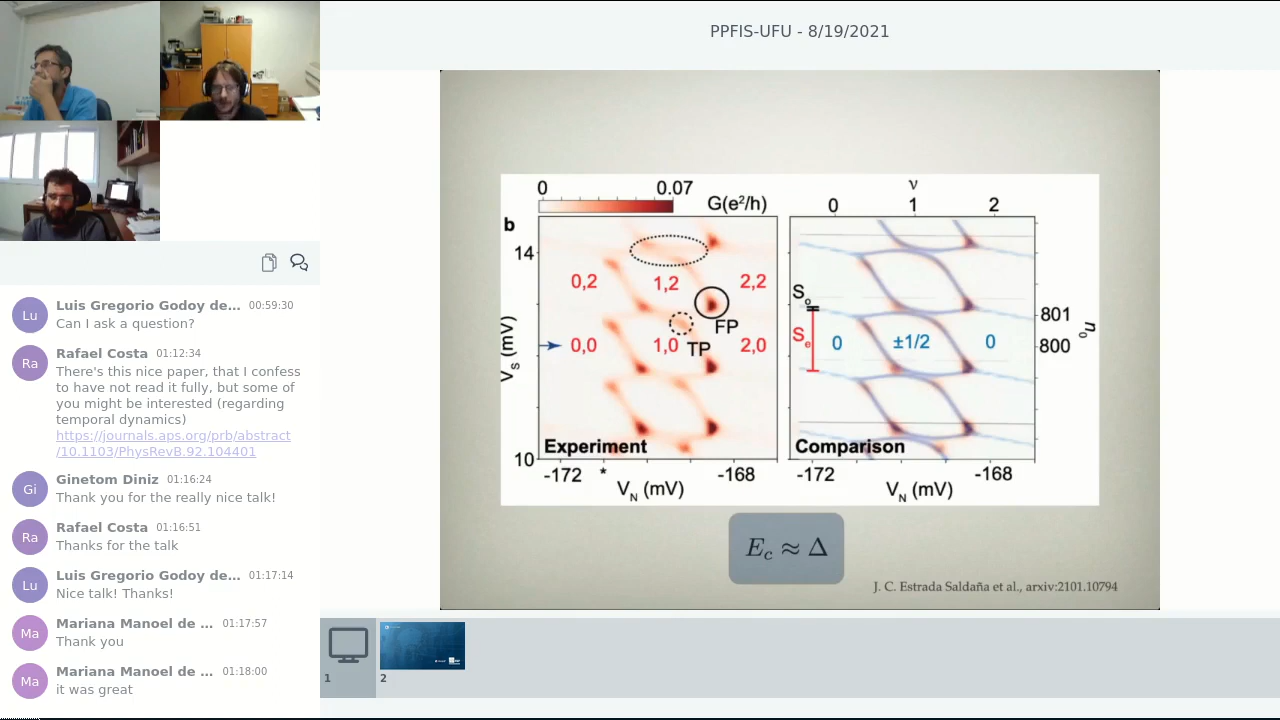 PPFIS-UFU - 8/19/2021
Luis Gregorio Godoy de... 00:59:30
Can I ask a question?
Rafael Costa 01:12:34
There's this nice paper, that I confess
to have not read it fully, but some of
you might be interested (regarding
temporal dynamics)
https://journals.aps.org/prb/abstract
/10.1103/PhysRevB.92.104401
Ginetom Diniz 01:16:24
Thank you for the really nice talk!
Rafael Costa 01:16:51
Thanks for the talk
Luis Gregorio Godoy de... 01:17:14
Nice talk! Thanks!
Mariana Manoel de ... 01:17:57
Thank you
Mariana Manoel de ... 01:18:00
it was great
Lu
Ra
Gi
Ra
Lu
Ma
Ma
0 0.07
G(e²/h)
b
14
10
V_S (mV)
0,2 1,2 2,2
0,0 1,0 2,0
FP
TP
Experiment
-172 * -168
V_N (mV)
ν
0 1 2
S_o
S_e
0 ±1/2 0
801
800
n_0
Comparison
-172 -168
V_N (mV)
E_c ≈ Δ
J. C. Estrada Saldaña et al., arxiv:2101.10794
1
2